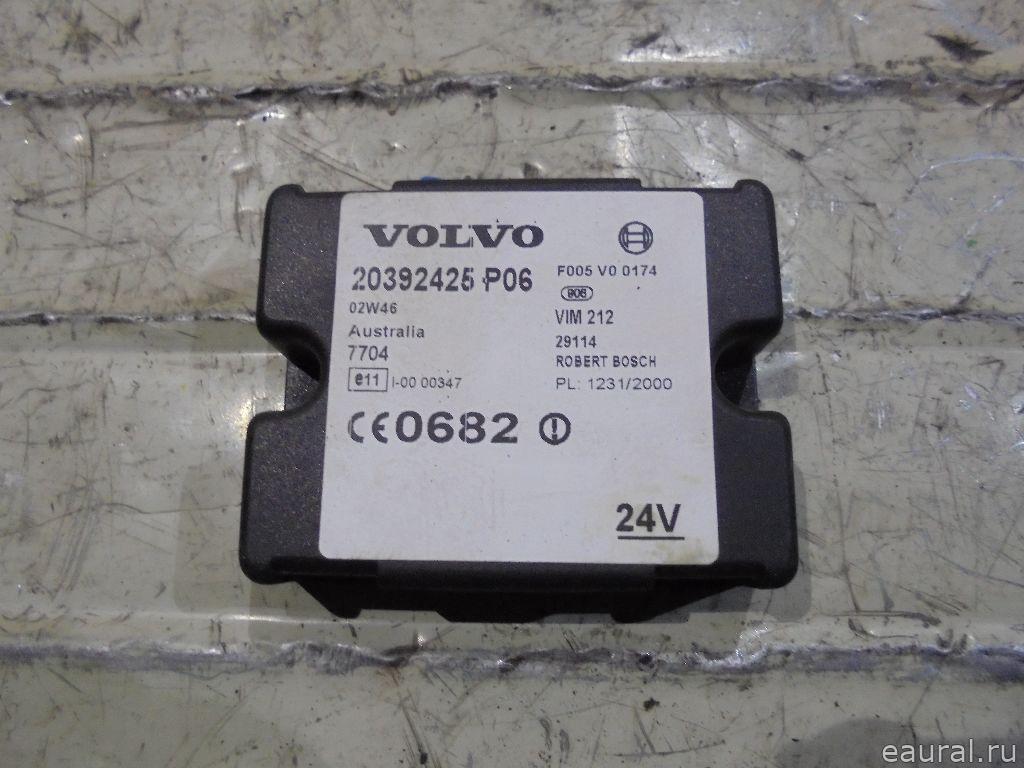 VOLVO
20392425 P06
02W46
Australia
7704
e11 I-00 00347
CE0682
F005 V0 0174
VIM 212
29114
ROBERT BOSCH
PL: 1231/2000
24V
eaural.ru